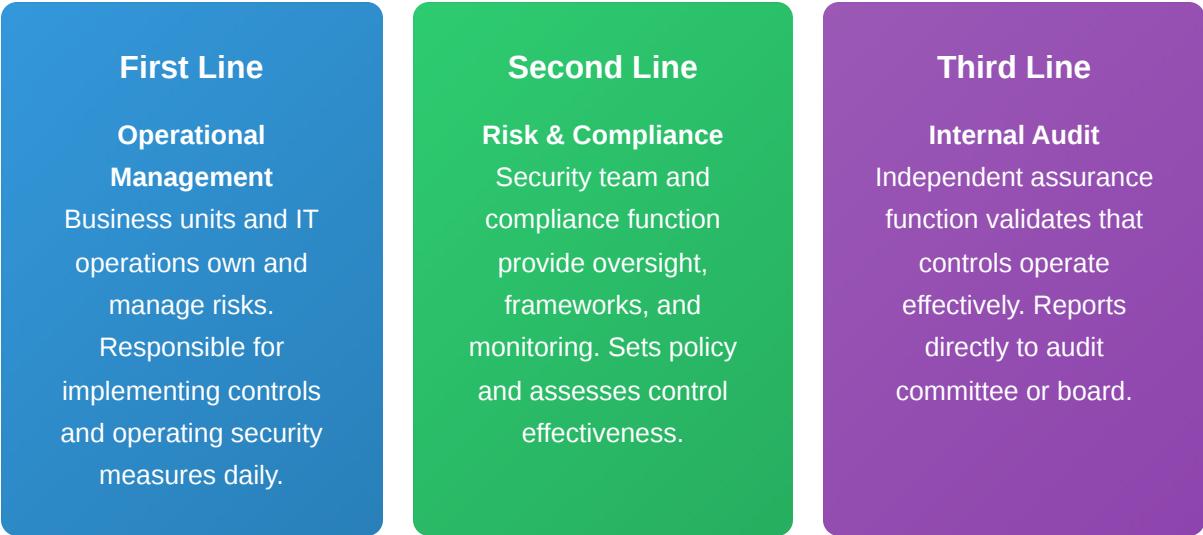 First Line
Operational
Management
Business units and IT
operations own and
manage risks.
Responsible for
implementing controls
and operating security
measures daily.
Second Line
Risk & Compliance
Security team and
compliance function
provide oversight,
frameworks, and
monitoring. Sets policy
and assesses control
effectiveness.
Third Line
Internal Audit
Independent assurance
function validates that
controls operate
effectively. Reports
directly to audit
committee or board.